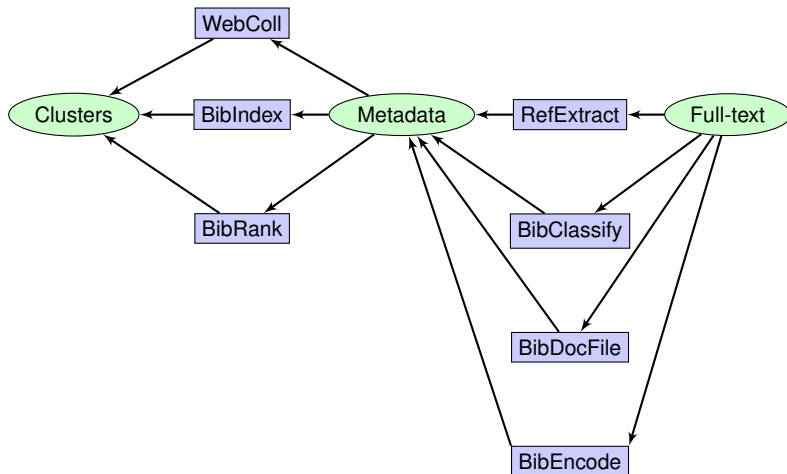 WebColl
Clusters
BibIndex
Metadata
RefExtract
Full-text
BibRank
BibClassify
BibDocFile
BibEncode